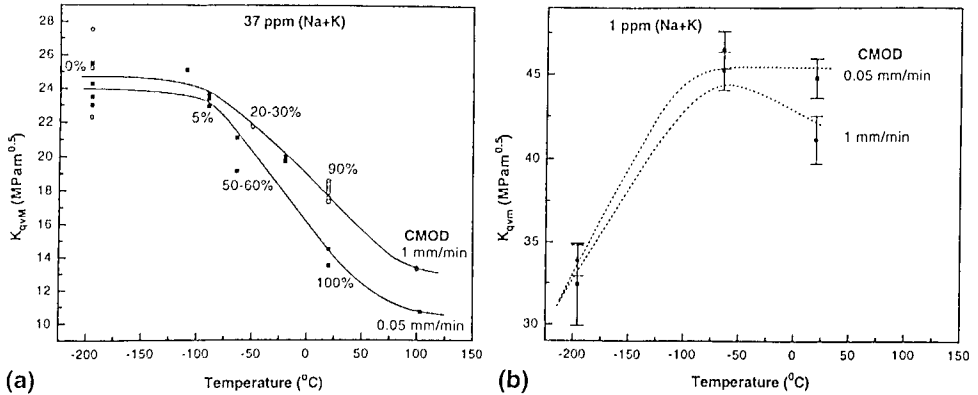 37 ppm (Na+K)
28
26
24
22
20
18
16
14
12
10
K_QvM (MPam^0.5)
0%
5%
20-30%
50-60%
90%
100%
CMOD
1 mm/min
0.05 mm/min
-200
-150
-100
-50
0
50
100
(a)
Temperature (⁰C)
1 ppm (Na+K)
45
40
35
30
K_qvm (MPam^0.5)
CMOD
0.05 mm/min
1 mm/min
-200
-150
-100
-50
0
50
100
150
(b)
Temperature (⁰C)